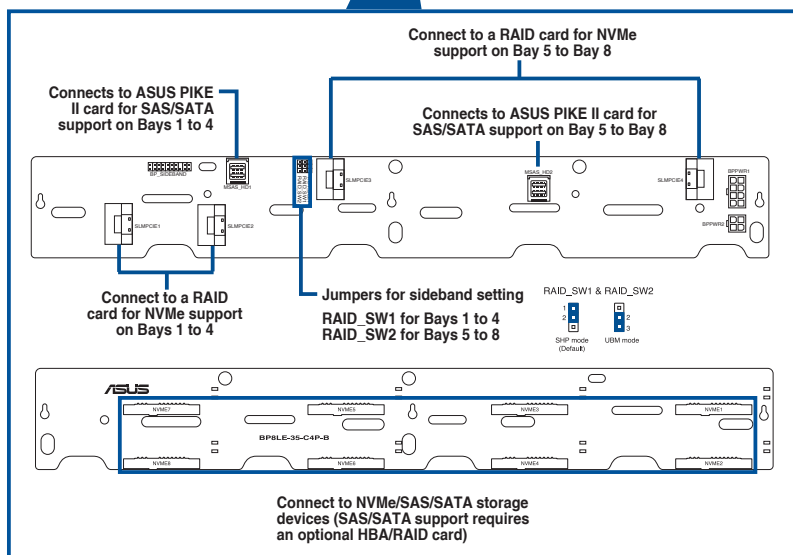 Connect to a RAID card for NVMe
support on Bay 5 to Bay 8
Connects to ASUS PIKE
II card for SAS/SATA
support on Bays 1 to 4
Connects to ASUS PIKE II card for
SAS/SATA support on Bay 5 to Bay 8
BP_SIDEBAND
MSAS_HD1
RAID_SW1
RAID_SW2
SLMPCIE3
MSAS_HD2
SLMPCIE4
BPPWR1
BPPWR2
SLMPCIE1
SLMPCIE2
Connect to a RAID
card for NVMe support
on Bays 1 to 4
Jumpers for sideband setting
RAID_SW1 for Bays 1 to 4
RAID_SW2 for Bays 5 to 8
RAID_SW1 & RAID_SW2
1
2
2
3
SHP mode
(Default)
UBM mode
ASUS
NVME7
NVME5
NVME3
NVME1
BP8LE-35-C4P-B
NVME8
NVME6
NVME4
NVME2
Connect to NVMe/SAS/SATA storage
devices (SAS/SATA support requires
an optional HBA/RAID card)